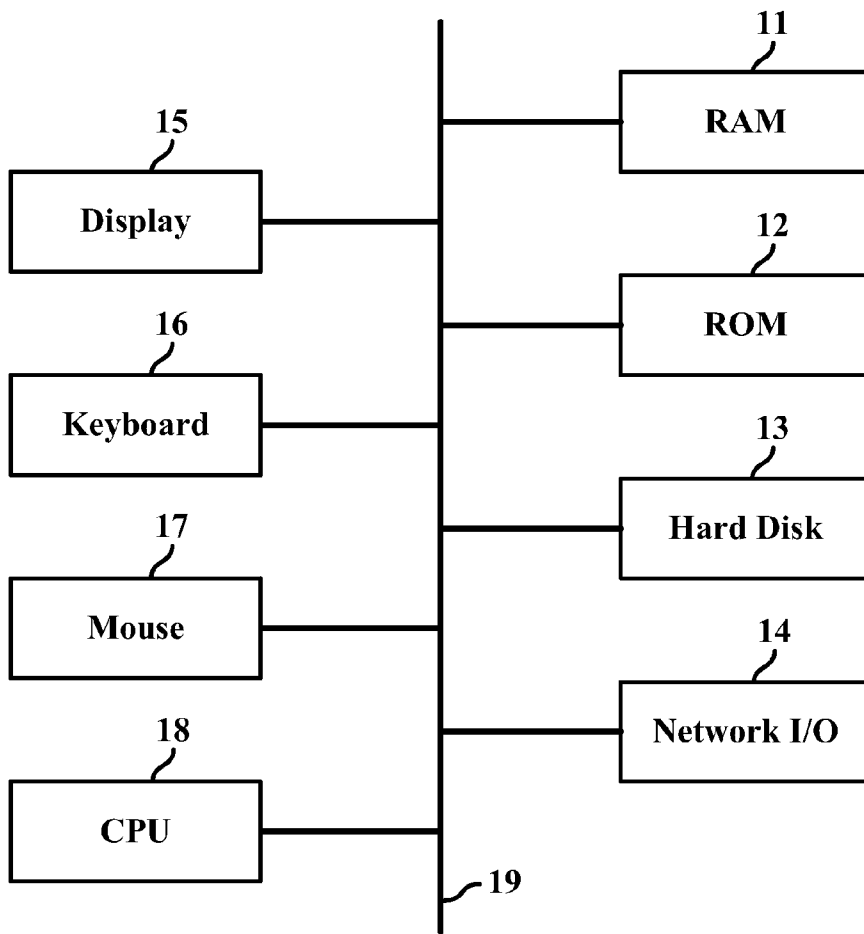 11
RAM
15
Display
12
ROM
16
Keyboard
13
Hard Disk
17
Mouse
14
Network I/O
18
CPU
19